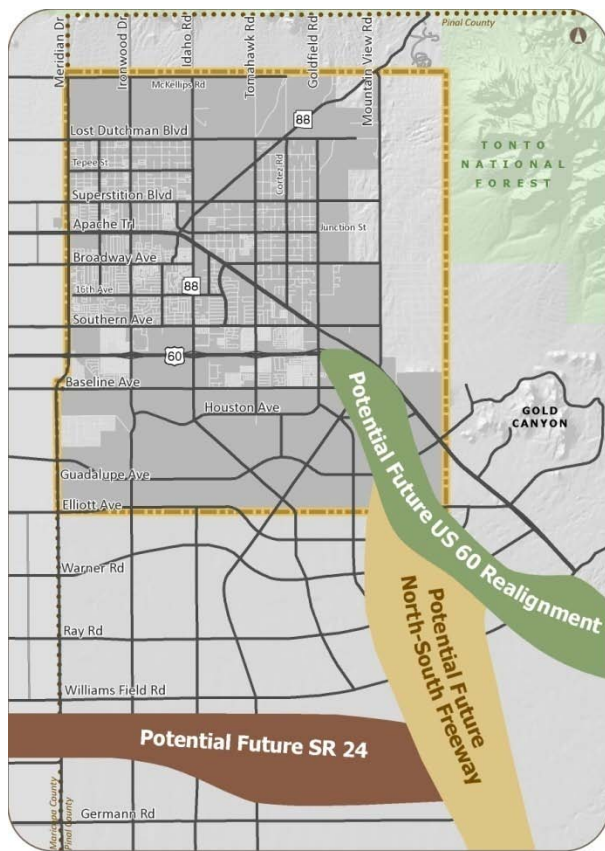 Pinal County
Meridian Dr
Ironwood Dr
Idaho Rd
Tomahawk Rd
Goldfield Rd
Mountain View Rd
McKellips Rd
88
Lost Dutchman Blvd
TONTO
NATIONAL
FOREST
Tepee St
Cortez Rd
Superstition Blvd
Apache Trl
Junction St
Broadway Ave
16th Ave
88
Southern Ave
60
Baseline Ave
Houston Ave
GOLD
CANYON
Guadalupe Ave
Elliott Ave
Potential Future US 60 Realignment
Warner Rd
Potential Future
North-South Freeway
Ray Rd
Williams Field Rd
Potential Future SR 24
Germann Rd
Maricopa County
Pinal County